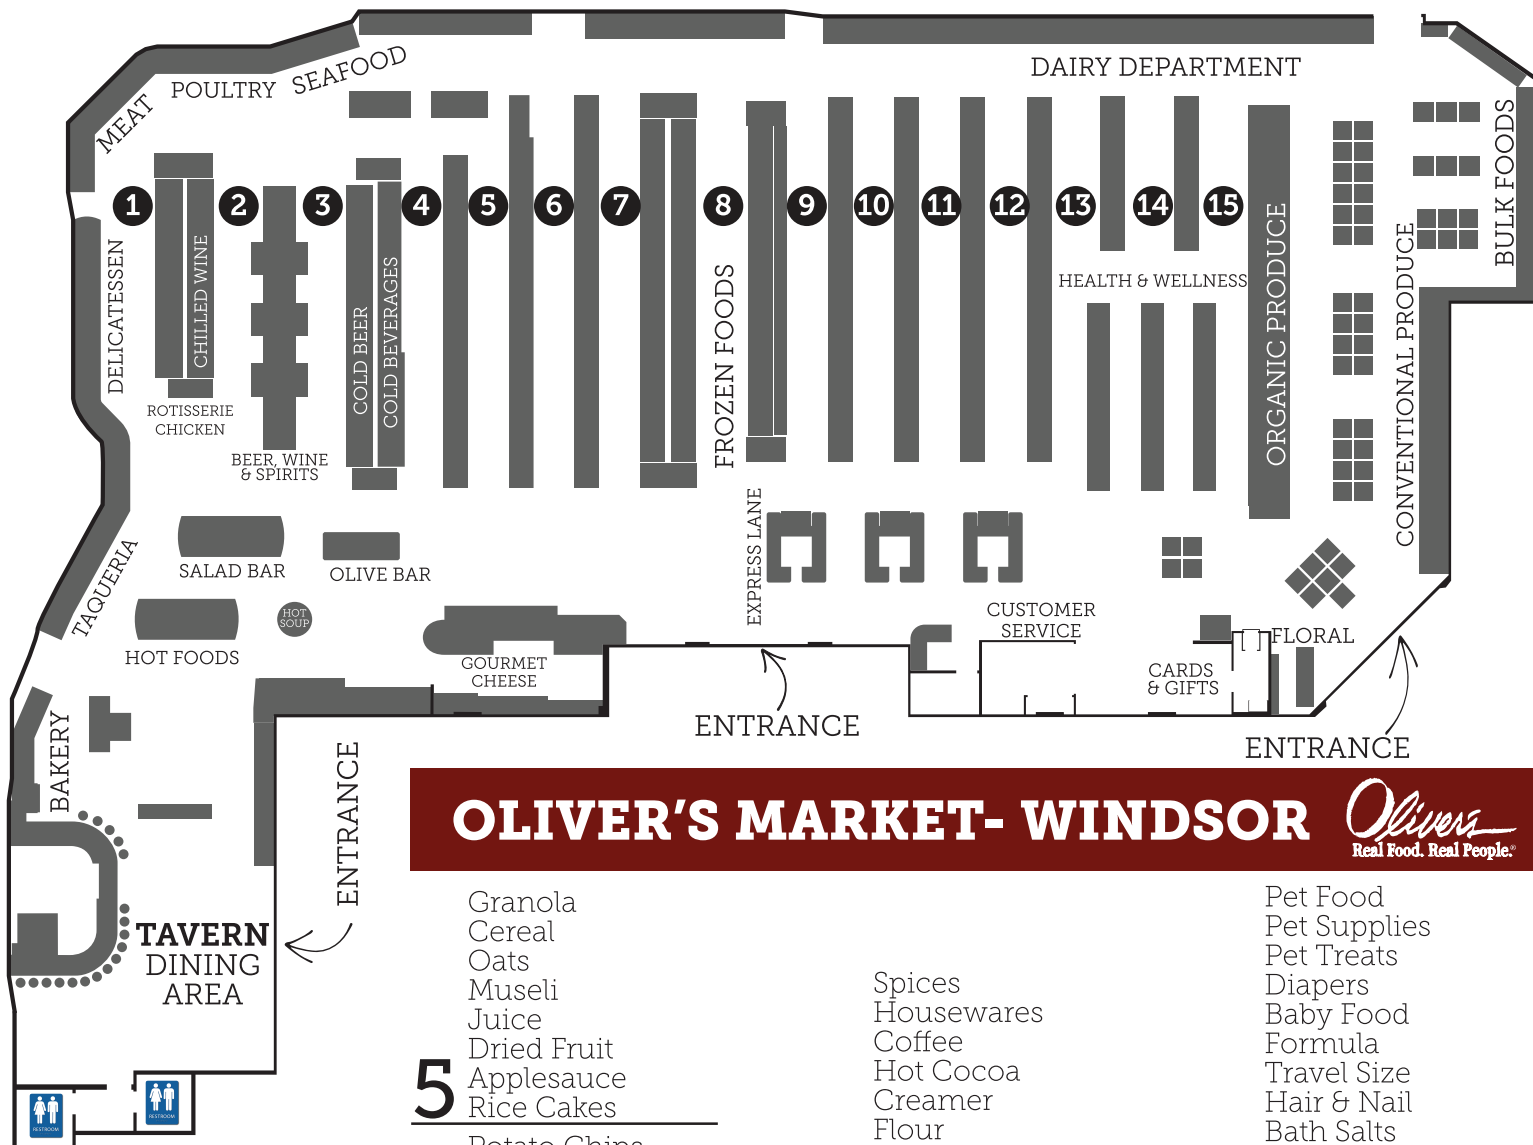 SEAFOOD
POULTRY
MEAT
DAIRY DEPARTMENT
BULK FOODS
1
2
3
4
5
6
7
8
9
10
11
12
13
14
15
DELICATESSEN
CHILLED WINE
COLD BEER
COLD BEVERAGES
FROZEN FOODS
HEALTH & WELLNESS
ORGANIC PRODUCE
CONVENTIONAL PRODUCE
ROTISSERIE
CHICKEN
BEER, WINE
& SPIRITS
EXPRESS LANE
TAQUERIA
SALAD BAR
OLIVE BAR
HOT
SOUP
HOT FOODS
GOURMET
CHEESE
CUSTOMER
SERVICE
CARDS
& GIFTS
FLORAL
BAKERY
ENTRANCE
ENTRANCE
ENTRANCE
OLIVER'S MARKET- WINDSOR
Oliver's
Real Food. Real People.®
TAVERN
DINING
AREA
RESTROOM
RESTROOM
Granola
Cereal
Oats
Museli
Juice
Dried Fruit
Applesauce
5
Rice Cakes
Potato Chips
Spices
Housewares
Coffee
Hot Cocoa
Creamer
Flour
Pet Food
Pet Supplies
Pet Treats
Diapers
Baby Food
Formula
Travel Size
Hair & Nail
Bath Salts